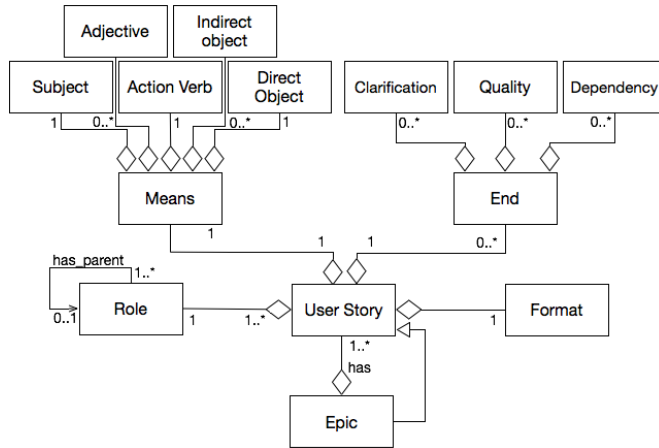 Adjective
Indirect
object
Subject
Action Verb
Direct
Object
Clarification
Quality
Dependency
1
0..*
1
0..*
1
0..*
0..*
0..*
Means
End
1
1
1
0..*
has_parent
1..*
0..1
Role
1
1..*
User Story
1
Format
1..*
has
Epic